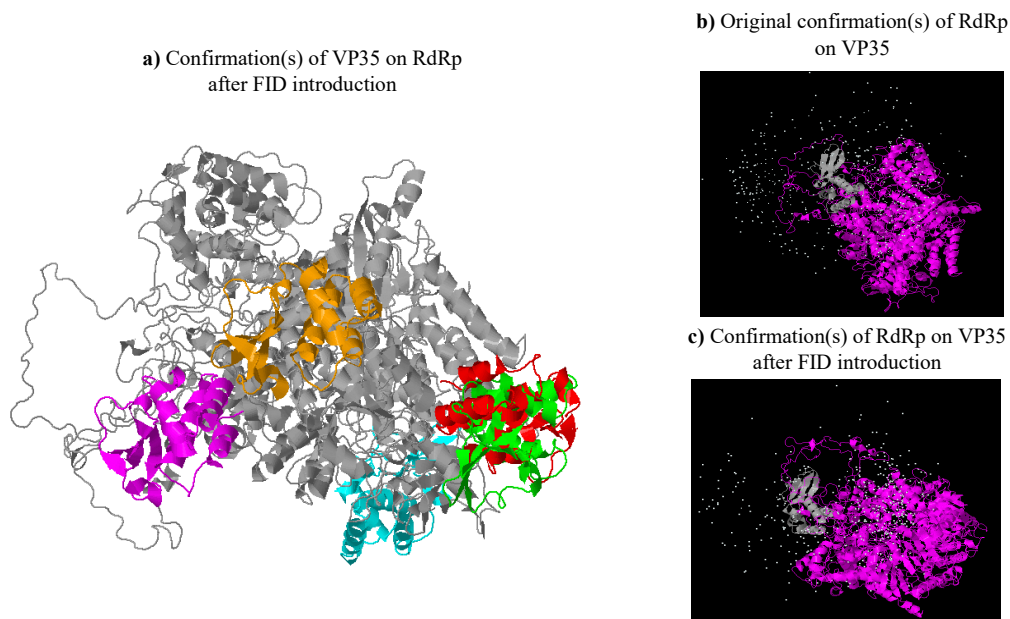 a) Confirmation(s) of VP35 on RdRp
after FID introduction
b) Original confirmation(s) of RdRp
on VP35
c) Confirmation(s) of RdRp on VP35
after FID introduction